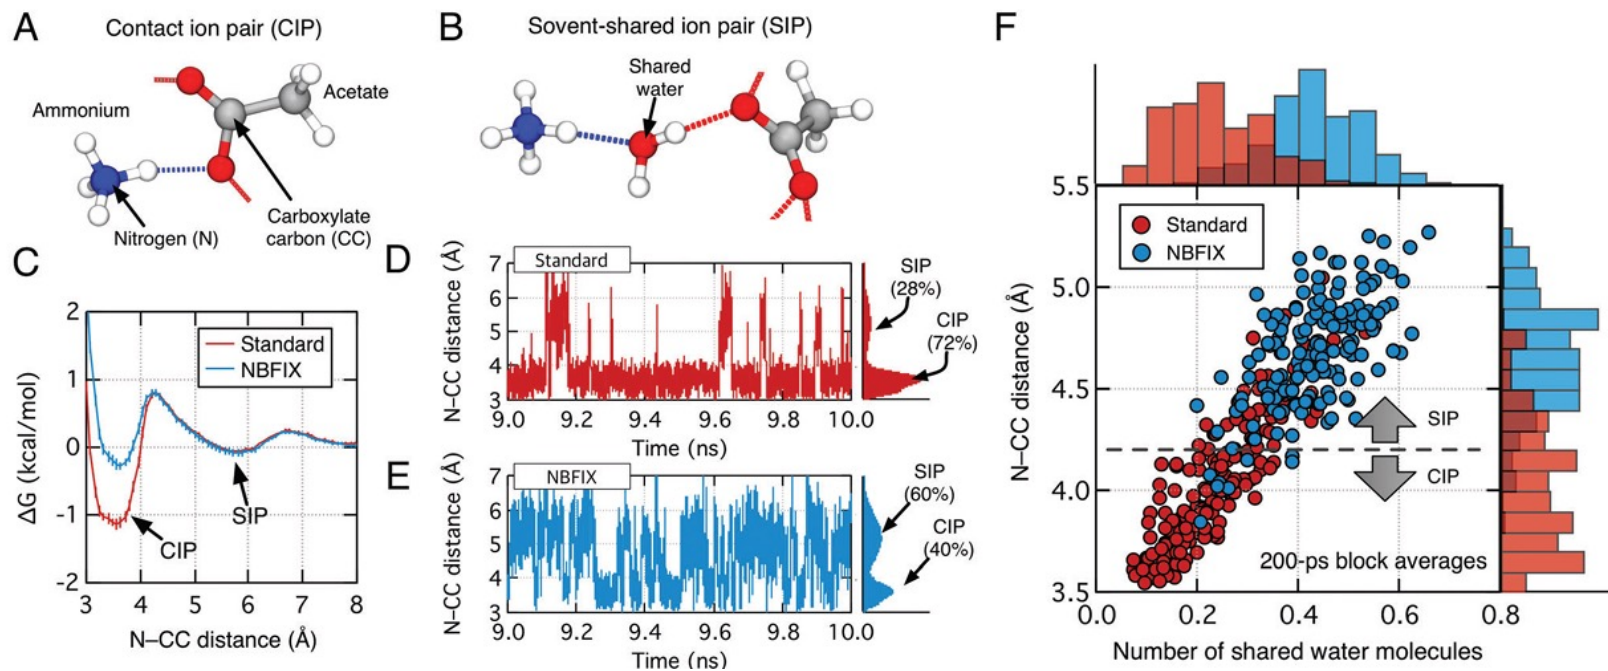 A
Contact ion pair (CIP)
Ammonium
Acetate
Nitrogen (N)
Carboxylate
carbon (CC)
B
Sovent-shared ion pair (SIP)
Shared
water
C
ΔG (kcal/mol)
2
1
0
-1
-2
Standard
NBFIX
CIP
SIP
3 4 5 6 7 8
N–CC distance (Å)
D
N–CC distance (Å)
7
6
5
4
3
Standard
SIP
(28%)
CIP
(72%)
9.0 9.2 9.4 9.6 9.8 10.0
Time (ns)
E
N–CC distance (Å)
7
6
5
4
3
NBFIX
SIP
(60%)
CIP
(40%)
9.0 9.2 9.4 9.6 9.8 10.0
Time (ns)
F
N–CC distance (Å)
5.5
5.0
4.5
4.0
3.5
Standard
NBFIX
SIP
CIP
200-ps block averages
0.0 0.2 0.4 0.6 0.8
Number of shared water molecules